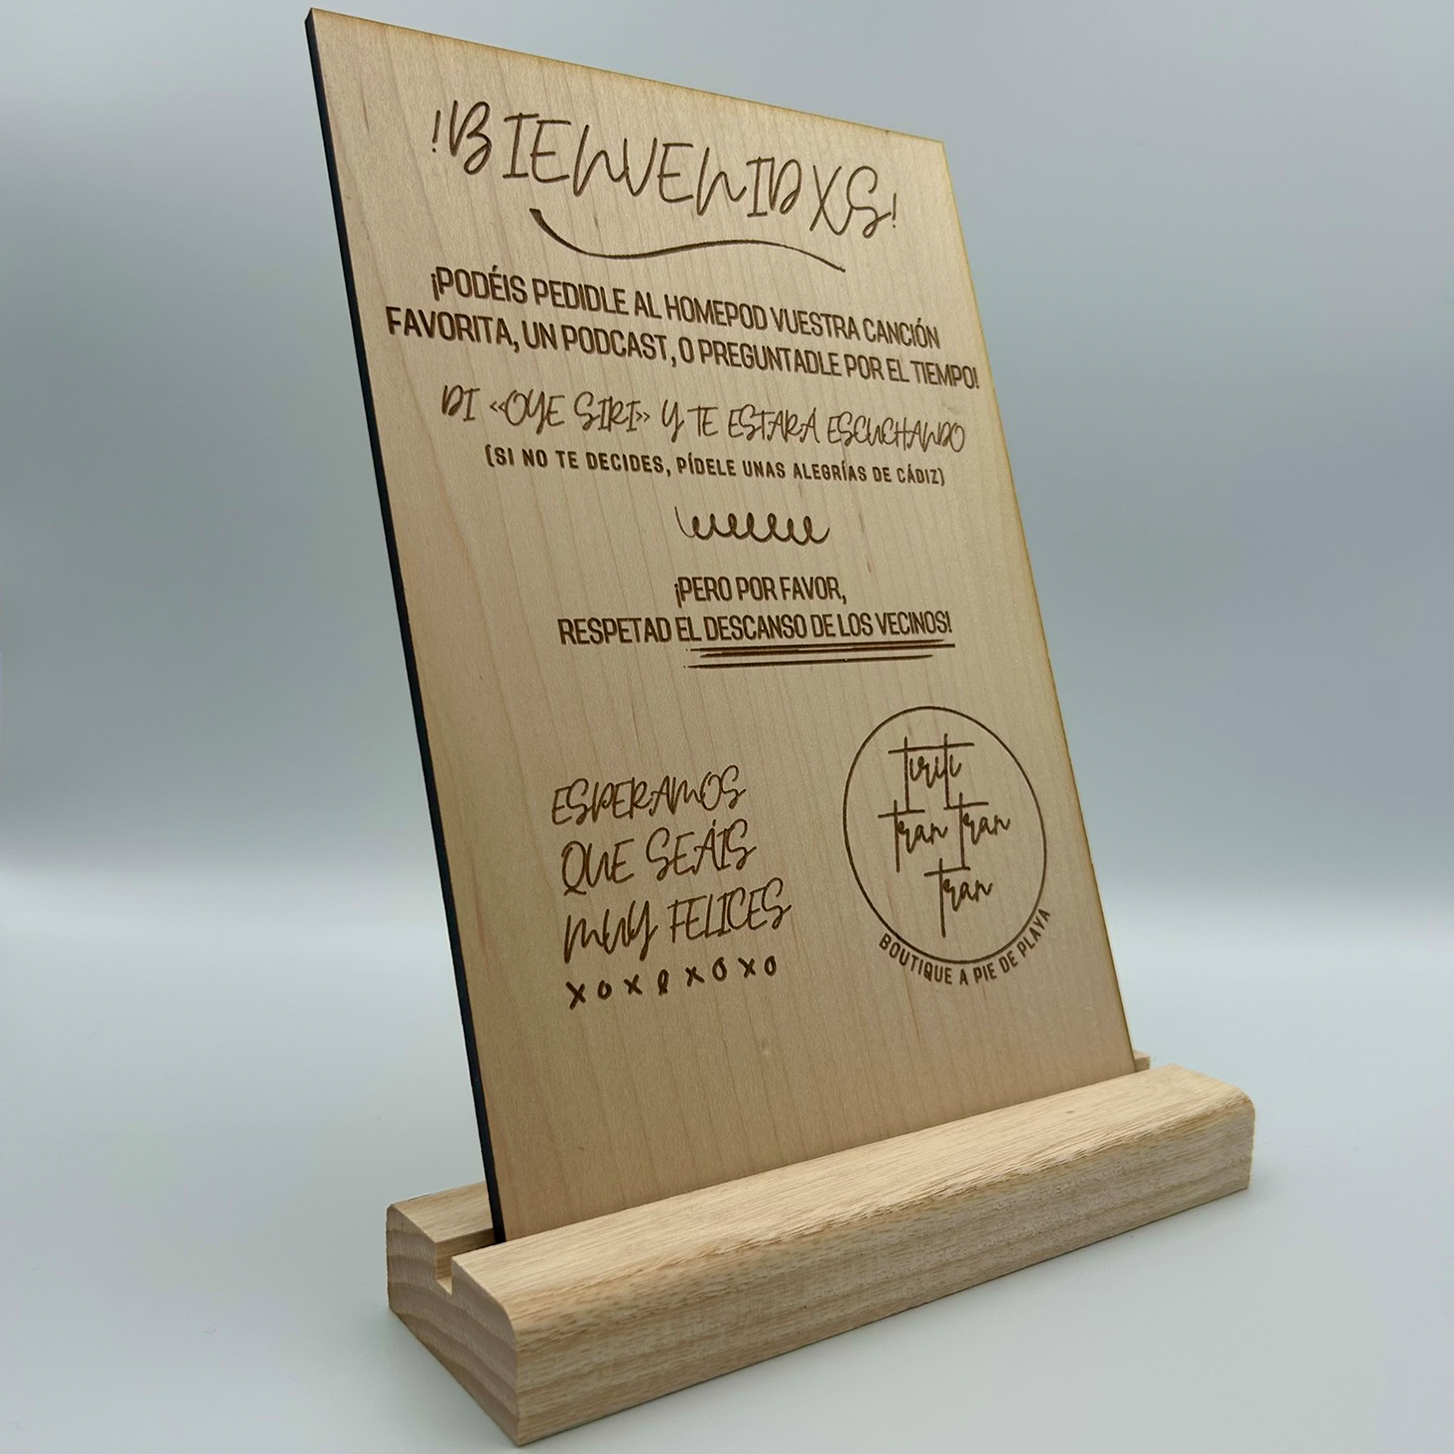 !BIENVENIDXS!
¡PODÉIS PEDIDLE AL HOMEPOD VUESTRA CANCIÓN
FAVORITA, UN PODCAST, O PREGUNTADLE POR EL TIEMPO!
DI «OYE SIRI» Y TE ESTARÁ ESCUCHANDO
(SI NO TE DECIDES, PÍDELE UNAS ALEGRÍAS DE CÁDIZ)
¡PERO POR FAVOR,
RESPETAD EL DESCANSO DE LOS VECINOS!
ESPERAMOS
QUE SEÁIS
MUY FELICES
XOXOXOXO
tiriti
tran tran
tran
BOUTIQUE A PIE DE PLAYA